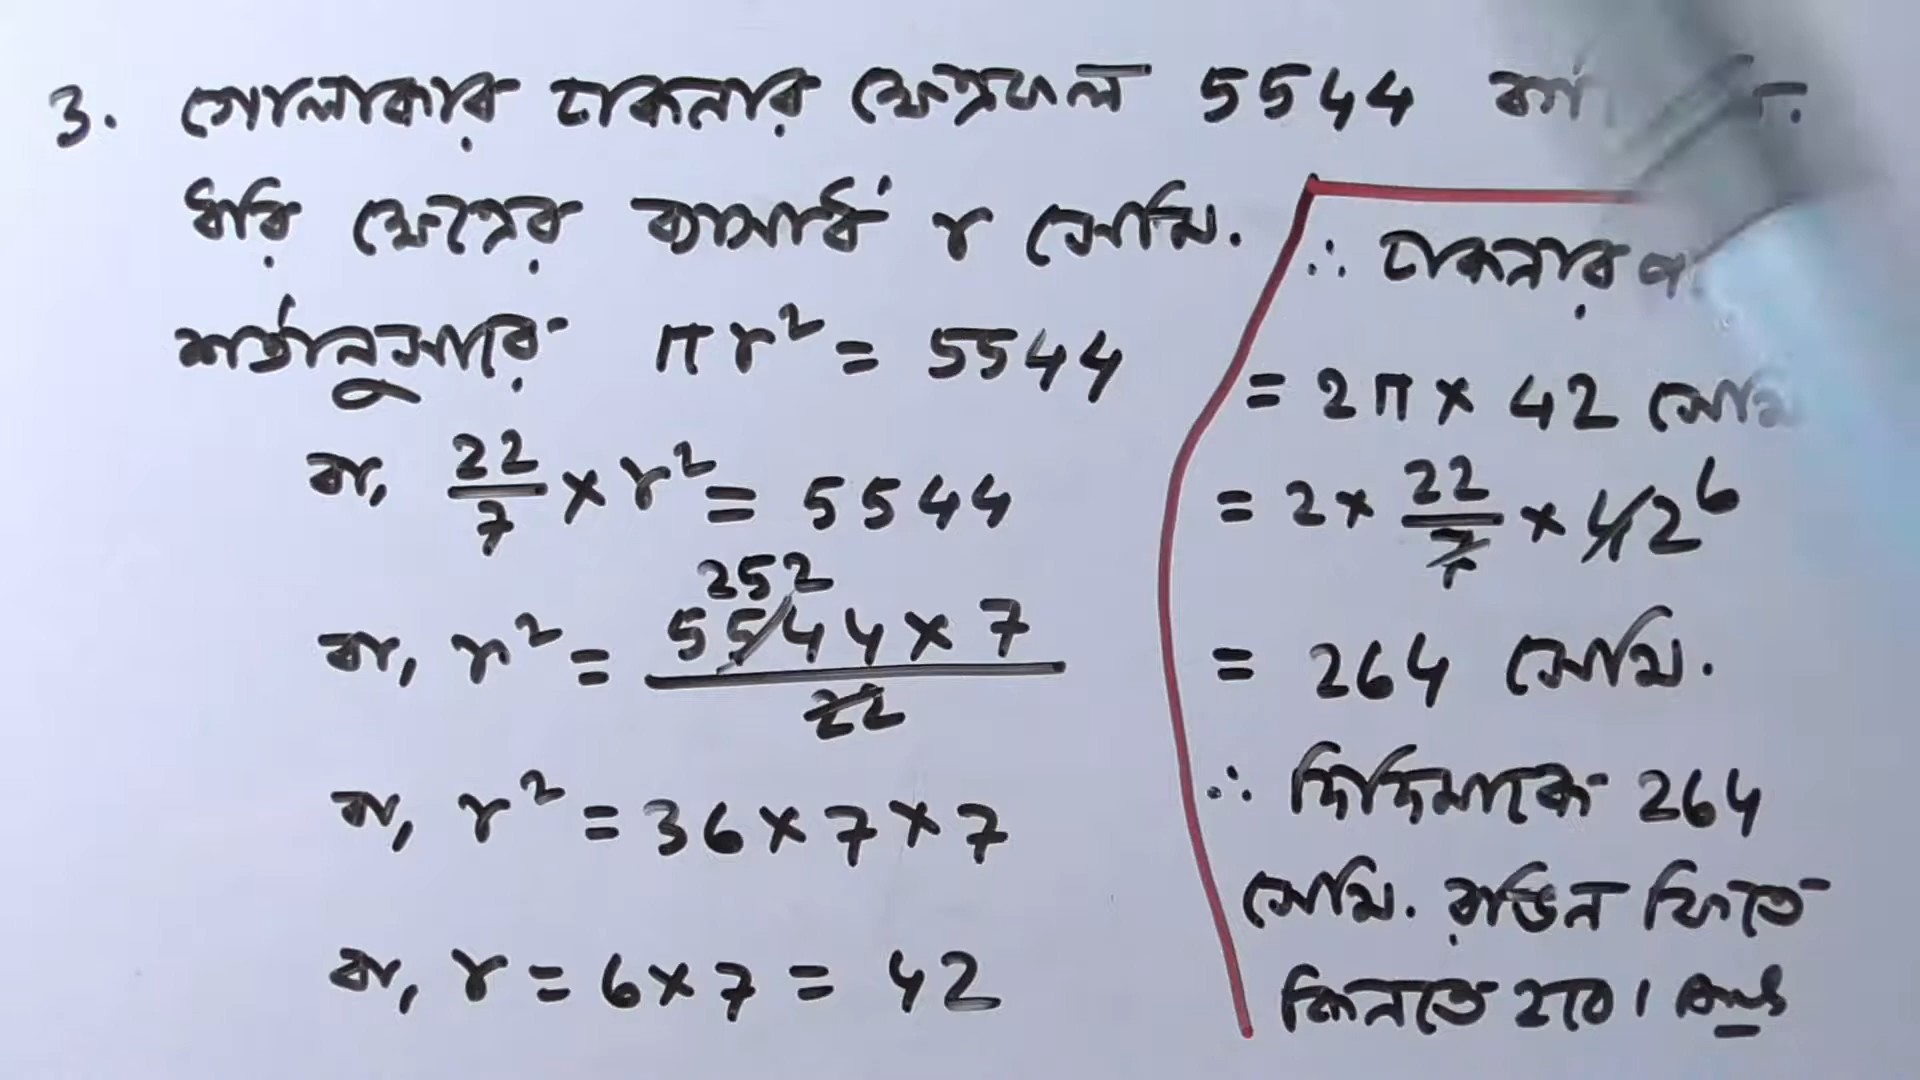 3. গোলাকার ঢাকনার ক্ষেত্রফল 5544
ধরি ক্ষেত্রের ব্যাসার্ধ r সেমি.
শর্তানুসারে πr² = 5544
বা, 22/7 × r² = 5544
252
বা, r² = 5544 × 7 / 22
বা, r² = 36 × 7 × 7
বা, r = 6 × 7 = 42
∴ ঢাকনার
= 2π × 42 সেমি
= 2 × 22/7 × 42 6
= 264 সেমি.
∴ দিদিমাকে 264
সেমি. রঙিন ফিতে
কিনতে হবে। Ans